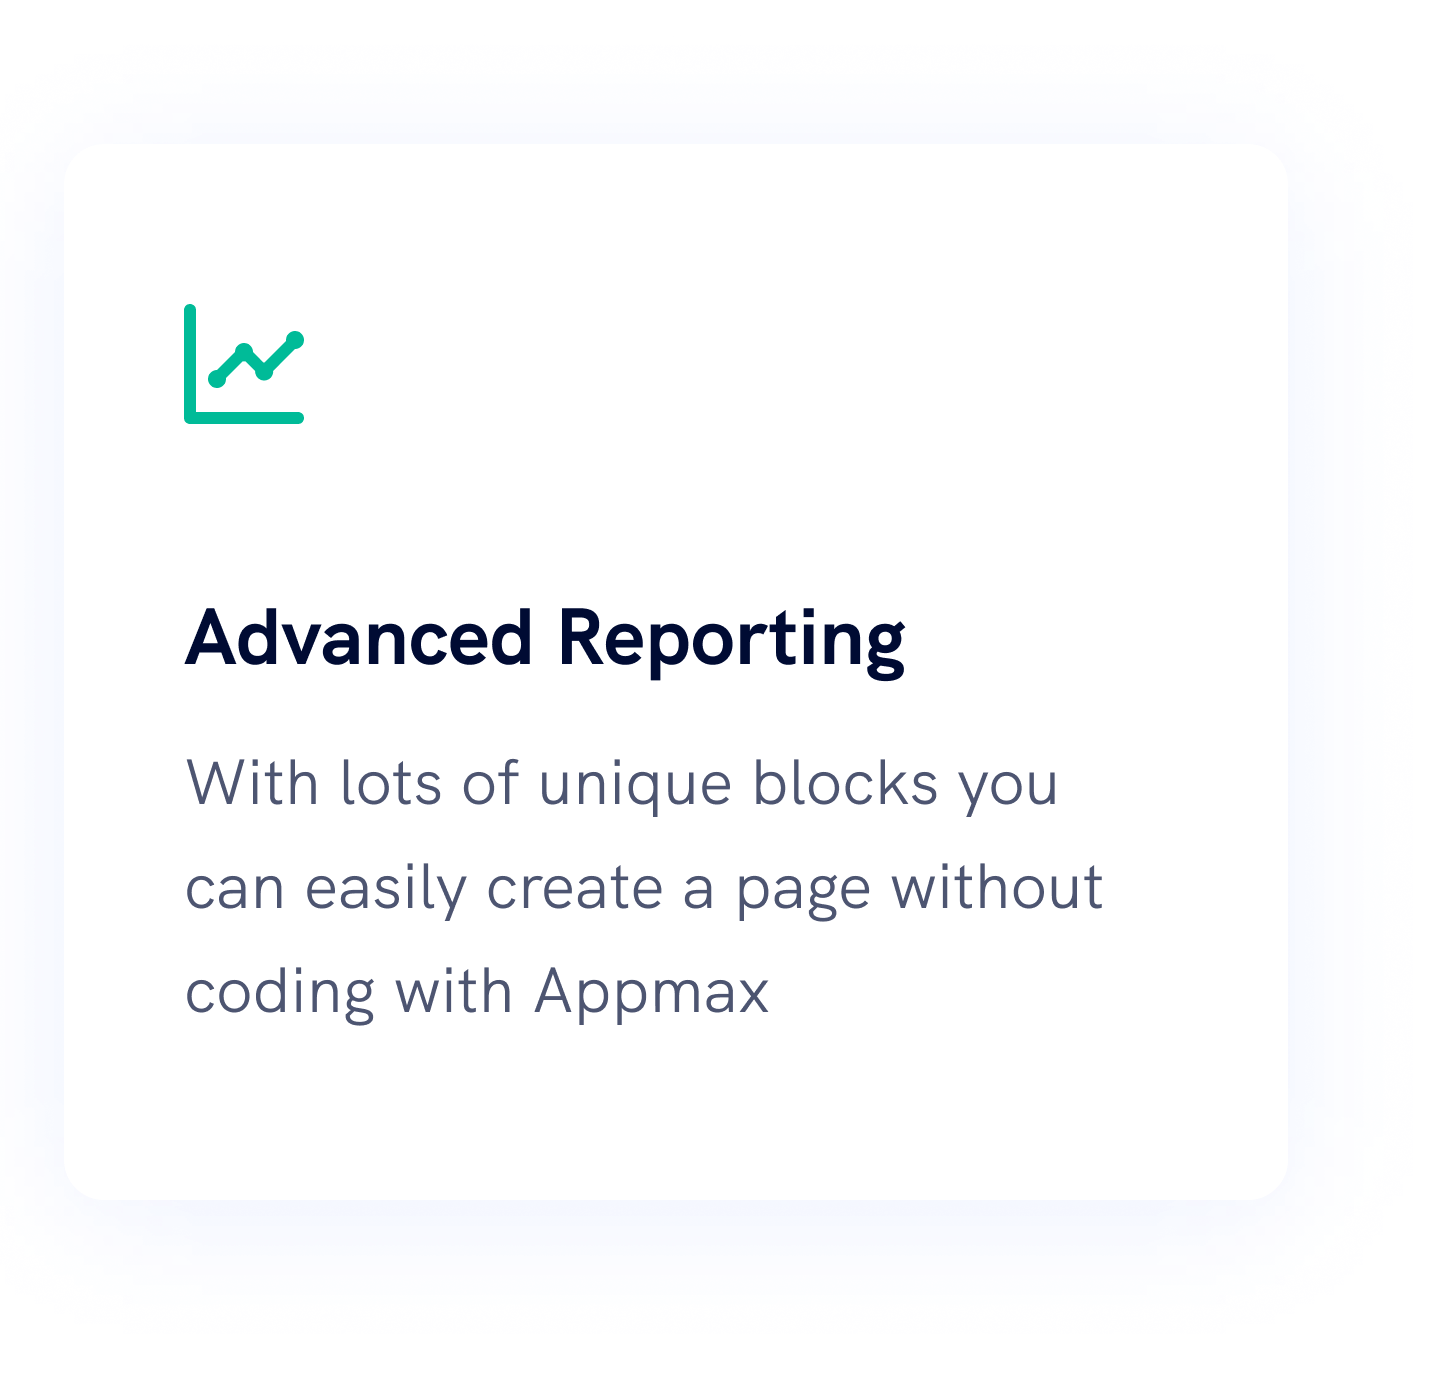 Advanced Reporting
With lots of unique blocks you
can easily create a page without
coding with Appmax